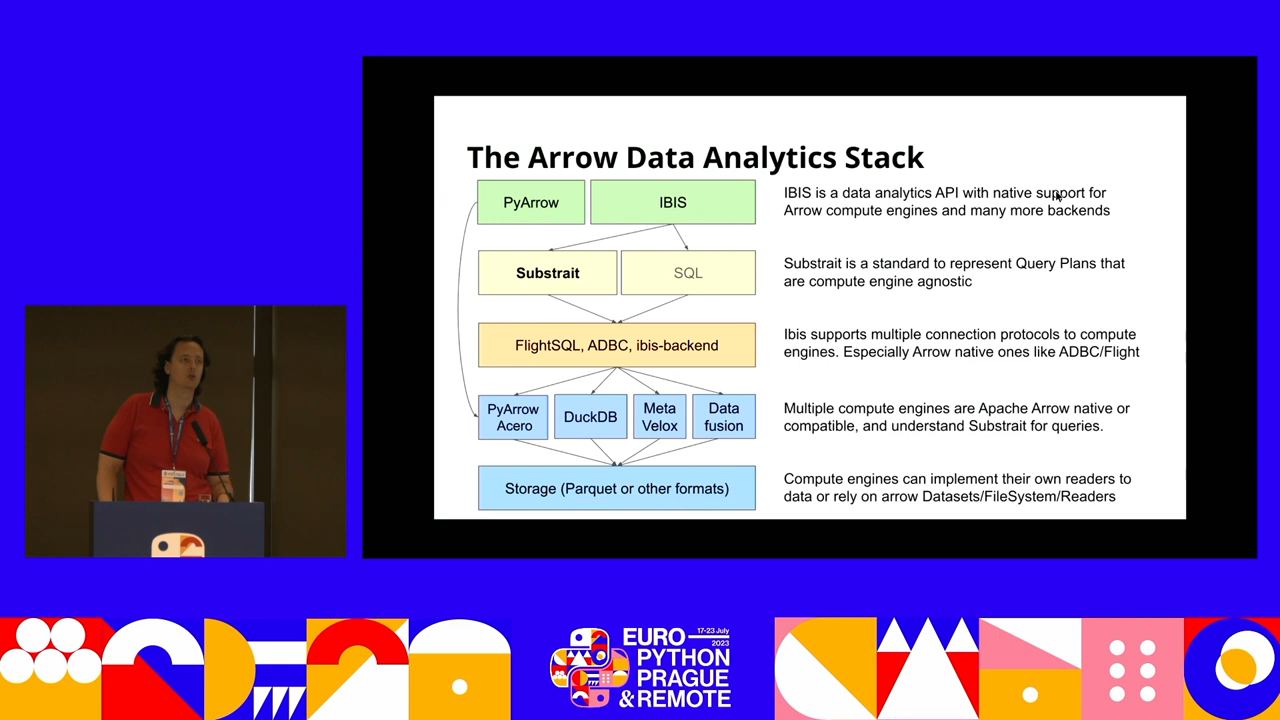 The Arrow Data Analytics Stack
PyArrow
IBIS
IBIS is a data analytics API with native support for
Arrow compute engines and many more backends
Substrait
SQL
Substrait is a standard to represent Query Plans that
are compute engine agnostic
FlightSQL, ADBC, ibis-backend
Ibis supports multiple connection protocols to compute
engines. Especially Arrow native ones like ADBC/Flight
PyArrow
Acero
DuckDB
Meta
Velox
Data
fusion
Multiple compute engines are Apache Arrow native or
compatible, and understand Substrait for queries.
Storage (Parquet or other formats)
Compute engines can implement their own readers to
data or rely on arrow Datasets/FileSystem/Readers
EURO
17-23 July
2023
PYTHON
PRAGUE
& REMOTE